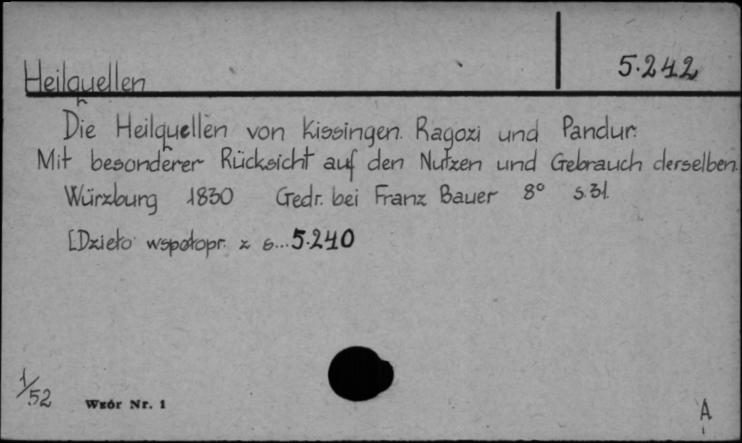 5.242
Heilquellen
Die Heilquellen von Kissingen. Ragozi und Pandur.
Mit besonderer Rücksicht auf den Nutzen und Gebrauch derselben.
Würzburg 1830 Gedr. bei Franz Bauer 8° S.31.
[Dzieło współopr. z s... 5.240
1/52 Wzór Nr. 1
A